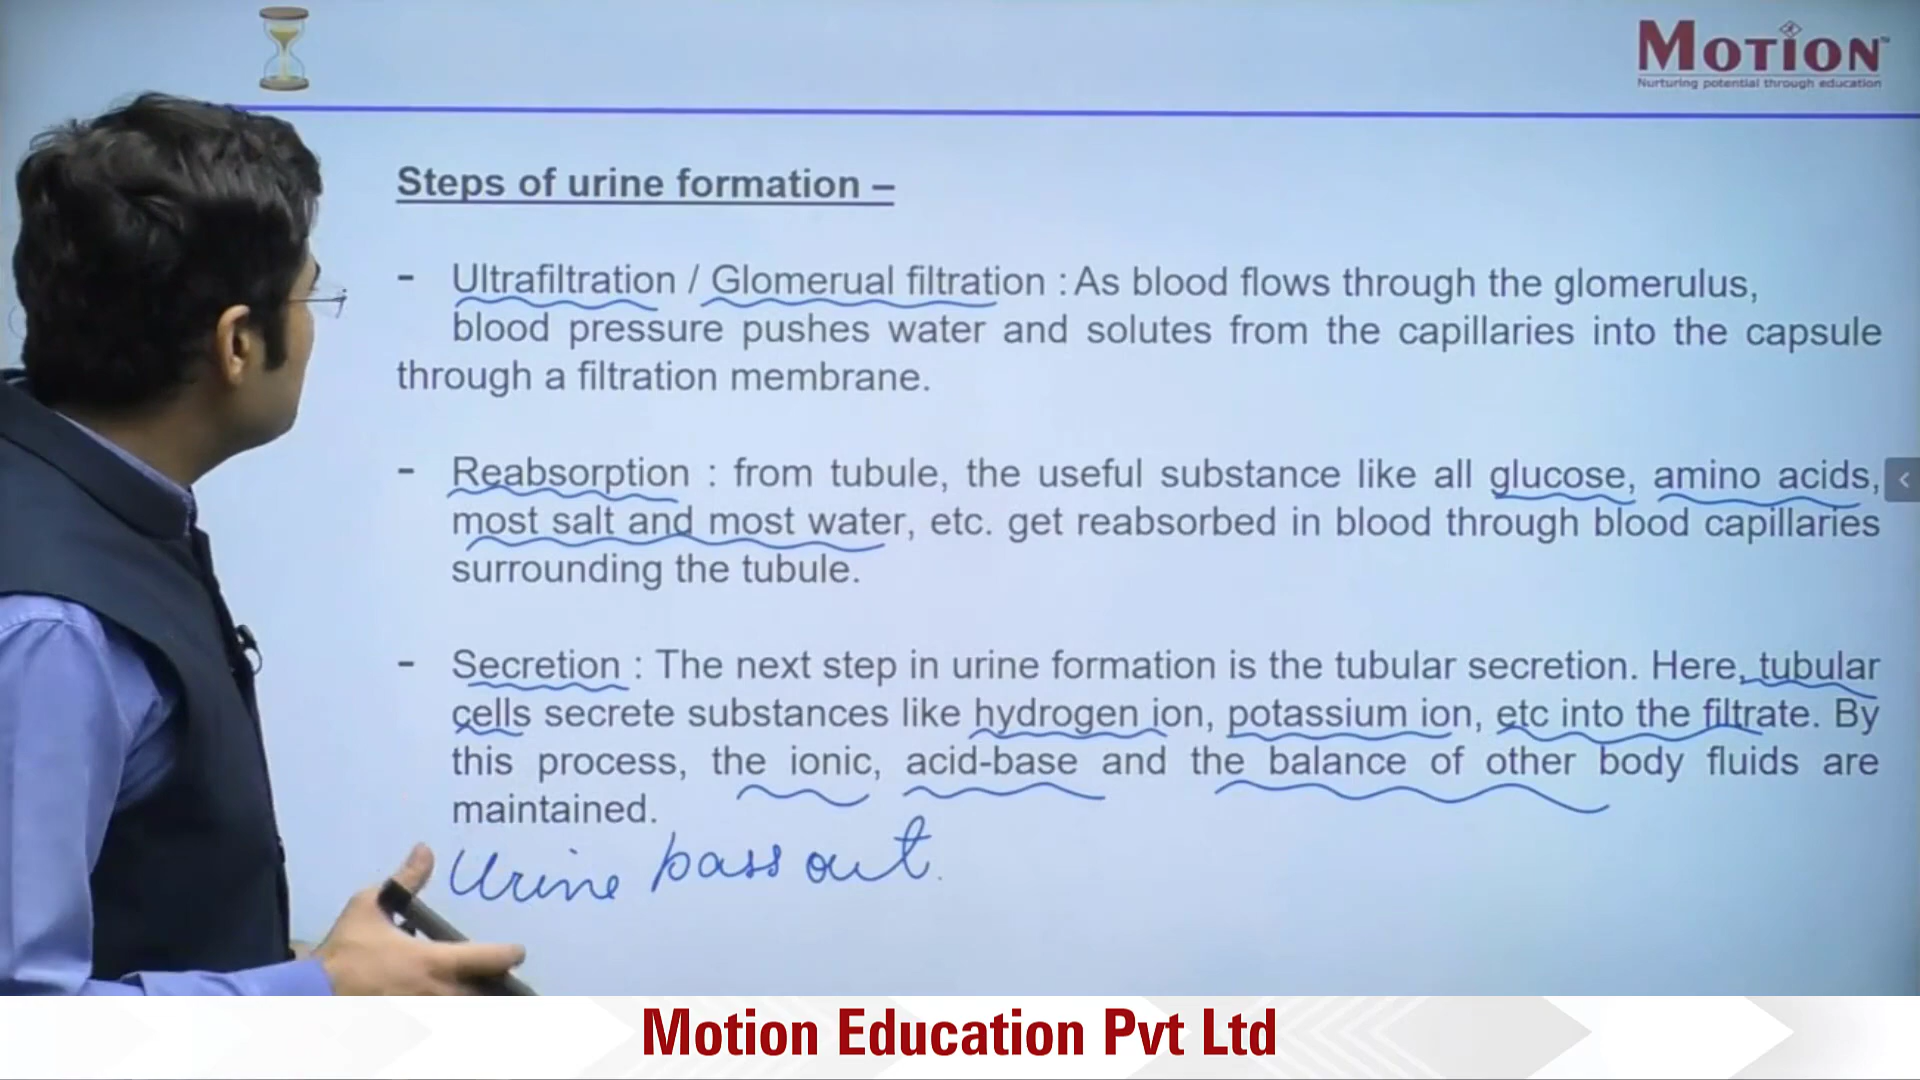 MOTION™
Nurturing potential through education
Steps of urine formation –
- Ultrafiltration / Glomerual filtration : As blood flows through the glomerulus,
blood pressure pushes water and solutes from the capillaries into the capsule
through a filtration membrane.
- Reabsorption : from tubule, the useful substance like all glucose, amino acids,
most salt and most water, etc. get reabsorbed in blood through blood capillaries
surrounding the tubule.
- Secretion : The next step in urine formation is the tubular secretion. Here, tubular
cells secrete substances like hydrogen ion, potassium ion, etc into the filtrate. By
this process, the ionic, acid-base and the balance of other body fluids are
maintained.
Urine pass out.
Motion Education Pvt Ltd